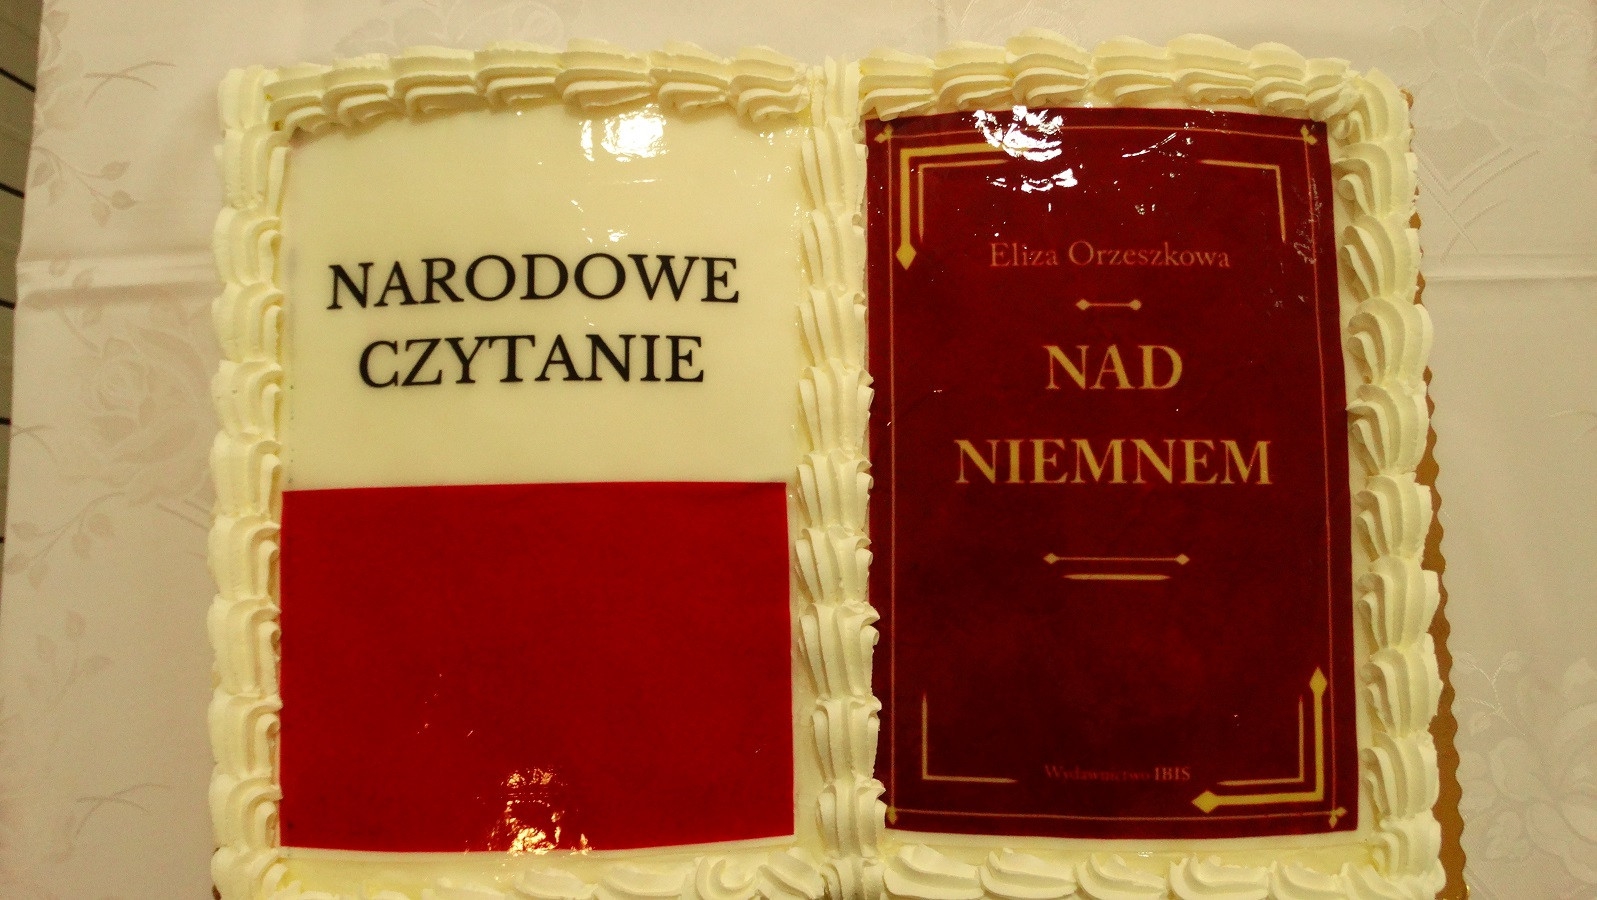 NARODOWE
CZYTANIE
Eliza Orzeszkowa
NAD
NIEMNEM
Wydawnictwo IBIS